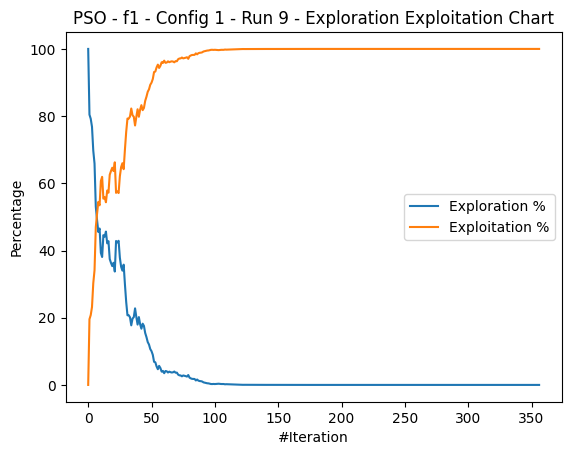 PSO - f1 - Config 1 - Run 9 - Exploration Exploitation Chart
100
80
60
40
20
0
Percentage
Exploration %
Exploitation %
0 50 100 150 200 250 300 350
#Iteration